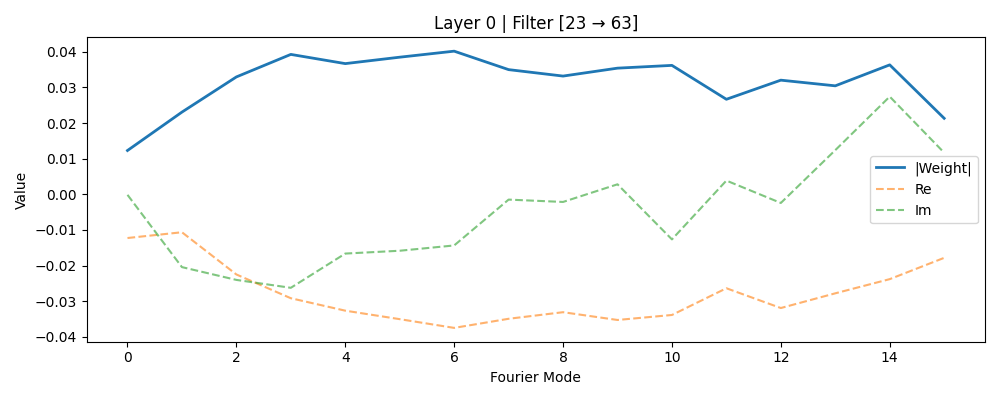 Layer 0 | Filter [23 → 63]
Value
0.04
0.03
0.02
0.01
0.00
−0.01
−0.02
−0.03
−0.04
|Weight|
Re
Im
0 2 4 6 8 10 12 14
Fourier Mode